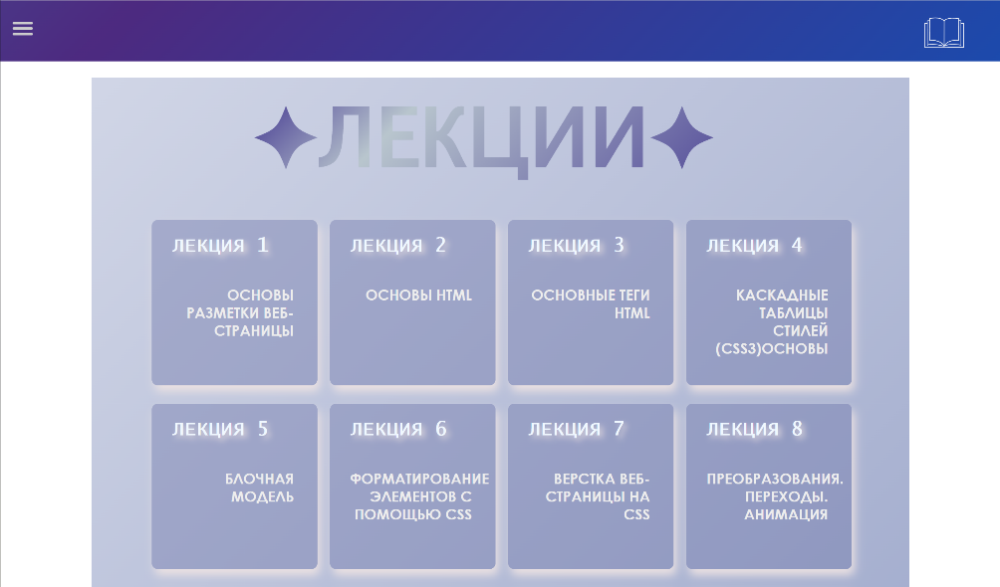 ЛЕКЦИИ
ЛЕКЦИЯ 1
ОСНОВЫ
РАЗМЕТКИ ВЕБ-
СТРАНИЦЫ
ЛЕКЦИЯ 2
ОСНОВЫ HTML
ЛЕКЦИЯ 3
ОСНОВНЫЕ ТЕГИ
HTML
ЛЕКЦИЯ 4
КАСКАДНЫЕ
ТАБЛИЦЫ
СТИЛЕЙ
(CSS3)ОСНОВЫ
ЛЕКЦИЯ 5
БЛОЧНАЯ
МОДЕЛЬ
ЛЕКЦИЯ 6
ФОРМАТИРОВАНИЕ
ЭЛЕМЕНТОВ С
ПОМОЩЬЮ CSS
ЛЕКЦИЯ 7
ВЕРСТКА ВЕБ-
СТРАНИЦЫ НА
CSS
ЛЕКЦИЯ 8
ПРЕОБРАЗОВАНИЯ.
ПЕРЕХОДЫ.
АНИМАЦИЯ